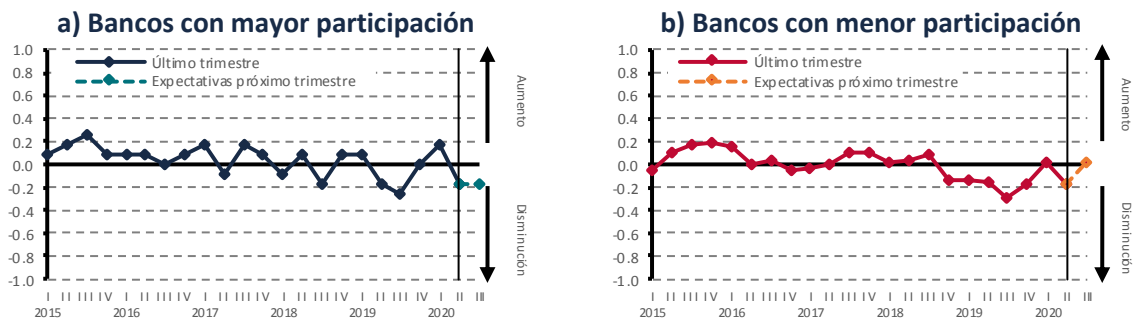 a) Bancos con mayor participación
1.0
0.8
0.6
0.4
0.2
0.0
-0.2
-0.4
-0.6
-0.8
-1.0
Último trimestre
Expectativas próximo trimestre
Aumento
Disminución
I II III IV I II III IV I II III IV I II III IV I II III IV I II III
2015 2016 2017 2018 2019 2020
b) Bancos con menor participación
1.0
0.8
0.6
0.4
0.2
0.0
-0.2
-0.4
-0.6
-0.8
-1.0
Último trimestre
Expectativas próximo trimestre
Aumento
Disminución
I II III IV I II III IV I II III IV I II III IV I II III IV I II III
2015 2016 2017 2018 2019 2020